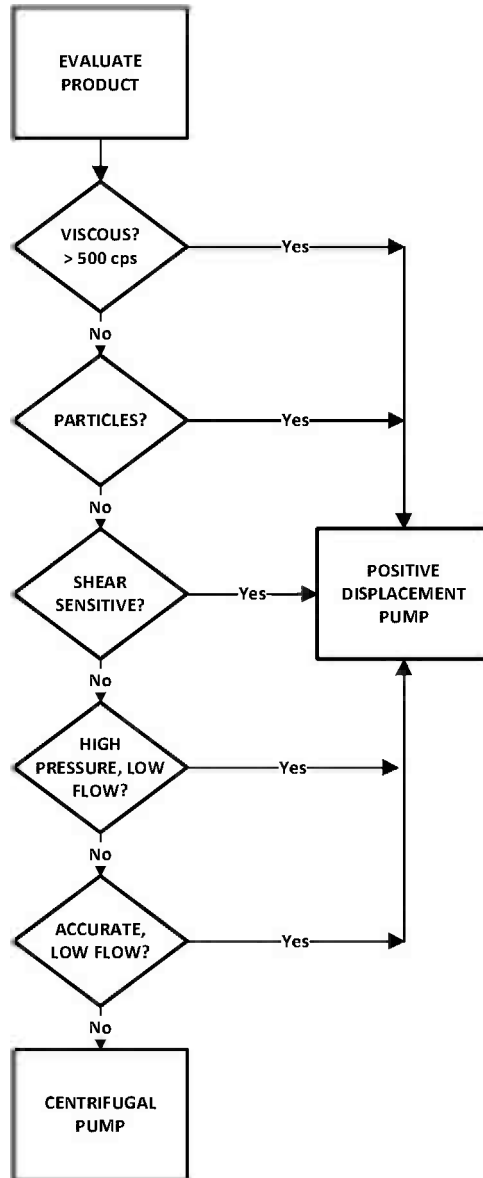 EVALUATE
PRODUCT
VISCOUS?
> 500 cps
Yes
No
PARTICLES?
Yes
No
SHEAR
SENSITIVE?
Yes
POSITIVE
DISPLACEMENT
PUMP
No
HIGH
PRESSURE, LOW
FLOW?
Yes
No
ACCURATE,
LOW FLOW?
Yes
No
CENTRIFUGAL
PUMP